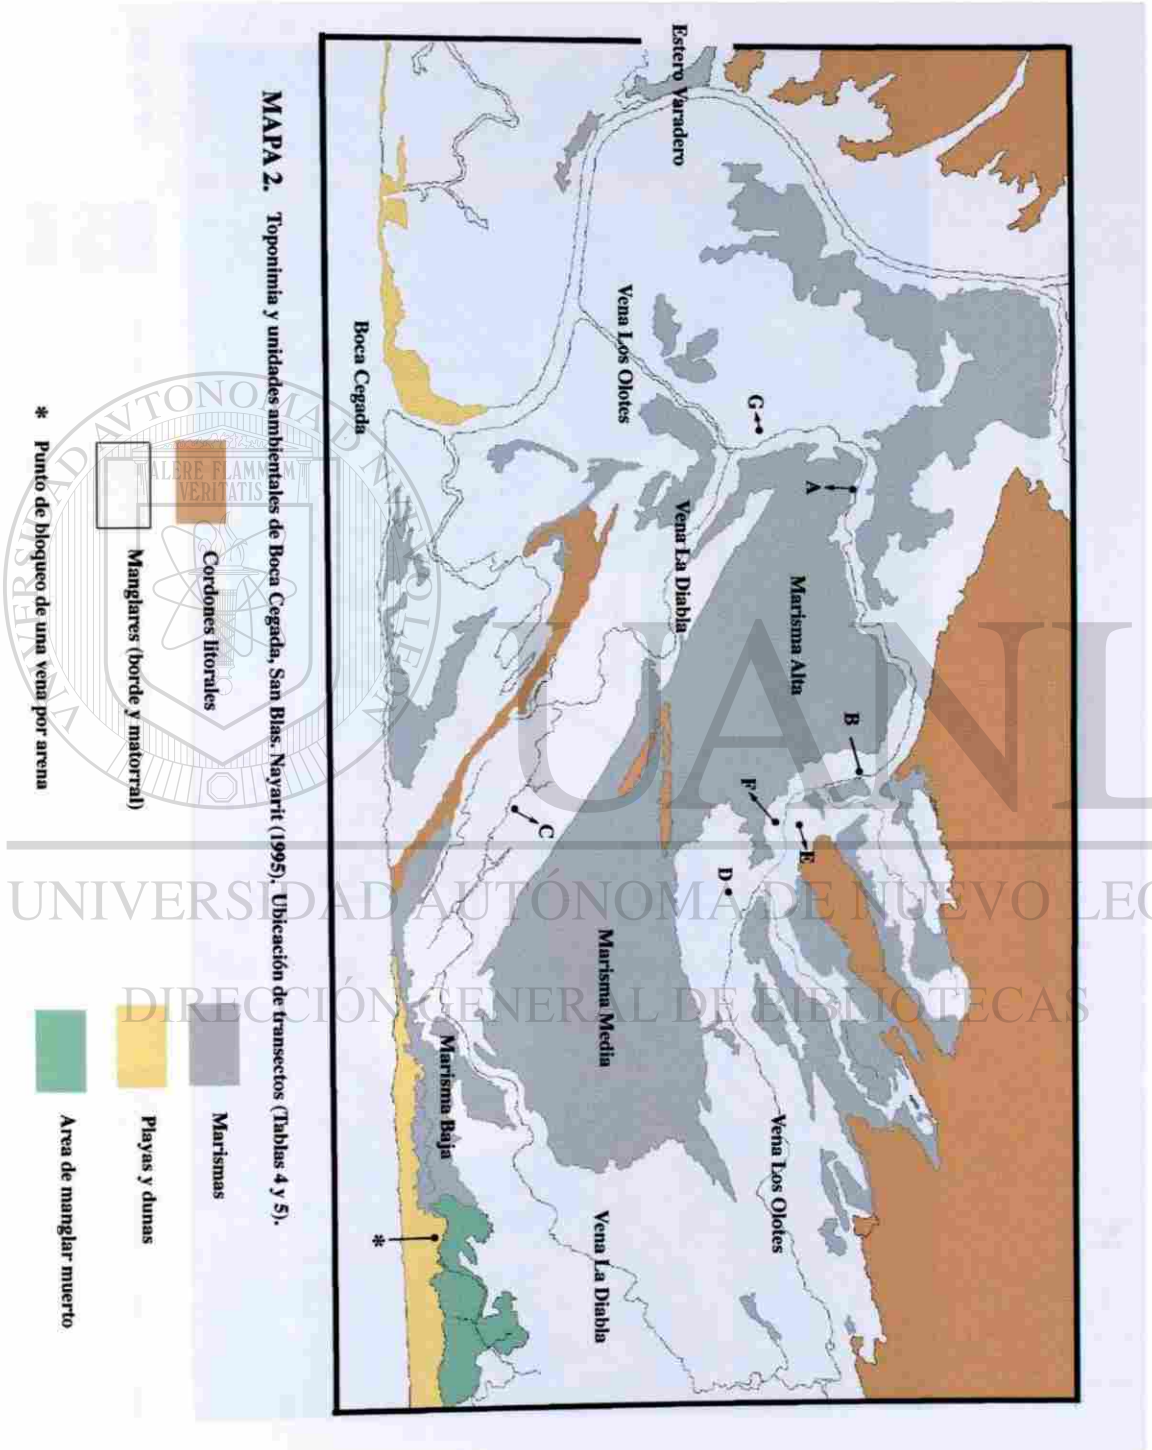 Estero Varadero
Vena Los Olotes
G
A
Vena La Diabla
Marisma Alta
B
F
E
D
C
Marisma Media
Vena Los Olotes
Marisma Baja
Vena La Diabla
Boca Cegada
*
MAPA 2. Toponimia y unidades ambientales de Boca Cegada, San Blas. Nayarit (1995). Ubicación de transectos (Tablas 4 y 5).
Cordones litorales
Manglares (borde y matorral)
* Punto de bloqueo de una vena por arena
Marismas
Playas y dunas
Area de manglar muerto
UNIVERSIDAD AUTONOMA DE N
ALERE FLAMMAM
VERITATIS
UANL
UNIVERSIDAD AUTÓNOMA DE NUEVO LEÓ
DIRECCIÓN GENERAL DE BIBLIOTECAS